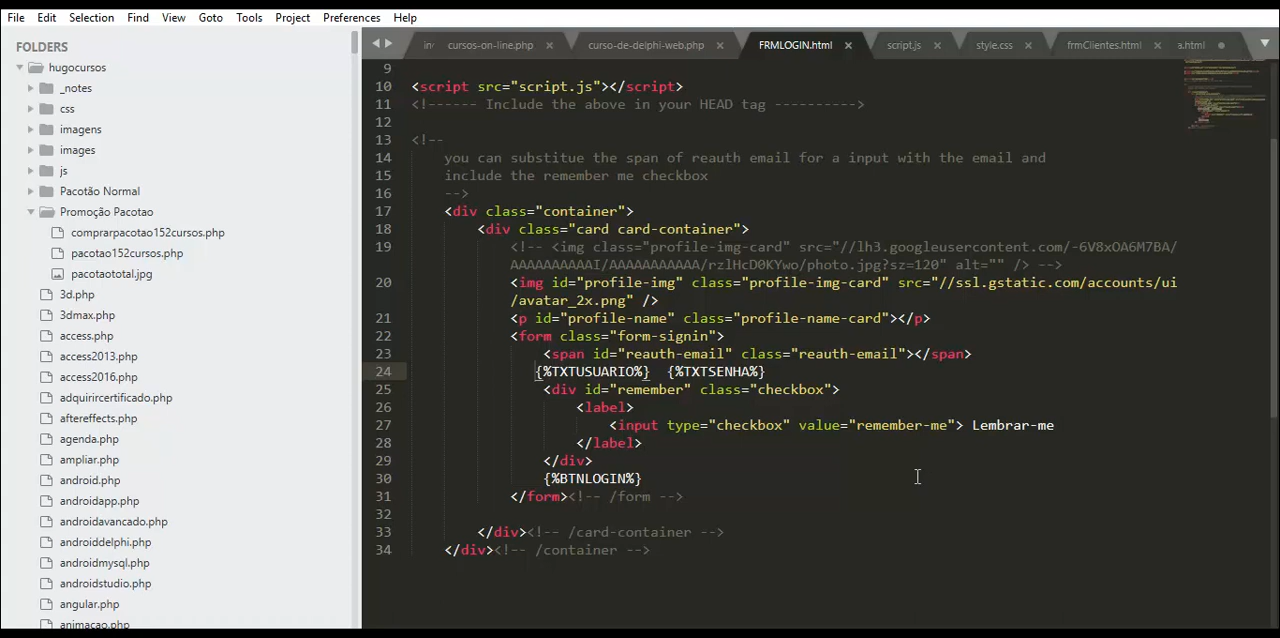 File Edit Selection Find View Goto Tools Project Preferences Help
FOLDERS
hugocursos
_notes
css
imagens
images
js
Pacotão Normal
Promoção Pacotao
comprarpacotao152cursos.php
pacotao152cursos.php
pacotaototal.jpg
3d.php
3dmax.php
access.php
access2013.php
access2016.php
adquirircertificado.php
aftereffects.php
agenda.php
ampliar.php
android.php
androidapp.php
androidavancado.php
androiddelphi.php
androidmysql.php
androidstudio.php
angular.php
animacao.php
cursos-on-line.php curso-de-delphi-web.php FRMLOGIN.html script.js style.css frmClientes.html a.html
9
10 <script src="script.js"></script>
11 <!------ Include the above in your HEAD tag ---------->
12
13 <!--
14 you can substitue the span of reauth email for a input with the email and
15 include the remember me checkbox
16 -->
17 <div class="container">
18 <div class="card card-container">
19 <!-- <img class="profile-img-card" src="//lh3.googleusercontent.com/-6V8xOA6M7BA/
AAAAAAAAAAI/AAAAAAAAAAA/rzlHcD0KYwo/photo.jpg?sz=120" alt="" /> -->
20 <img id="profile-img" class="profile-img-card" src="//ssl.gstatic.com/accounts/ui
/avatar_2x.png" />
21 <p id="profile-name" class="profile-name-card"></p>
22 <form class="form-signin">
23 <span id="reauth-email" class="reauth-email"></span>
24 {%TXTUSUARIO%} {%TXTSENHA%}
25 <div id="remember" class="checkbox">
26 <label>
27 <input type="checkbox" value="remember-me"> Lembrar-me
28 </label>
29 </div>
30 {%BTNLOGIN%}
31 </form><!-- /form -->
32
33 </div><!-- /card-container -->
34 </div><!-- /container -->